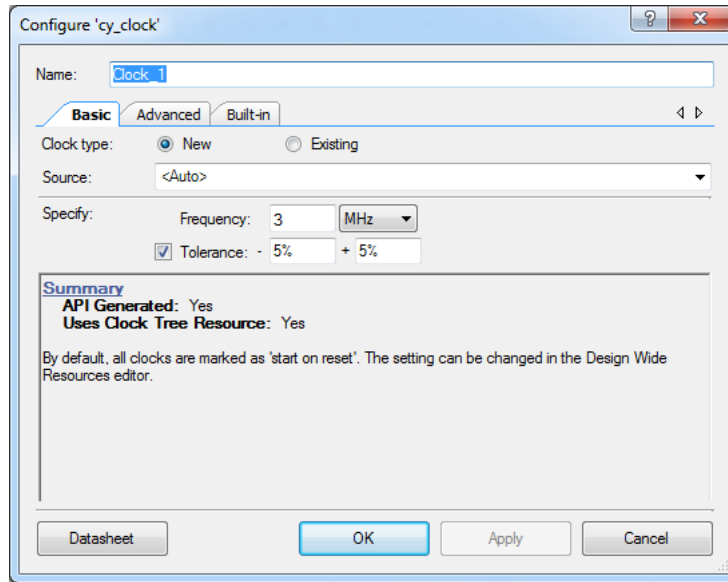 Configure 'cy_clock'
Name: Clock_1
Basic Advanced Built-in
Clock type: New Existing
Source: <Auto>
Specify: Frequency: 3 MHz
Tolerance: - 5% + 5%
Summary
API Generated: Yes
Uses Clock Tree Resource: Yes
By default, all clocks are marked as 'start on reset'. The setting can be changed in the Design Wide
Resources editor.
Datasheet OK Apply Cancel